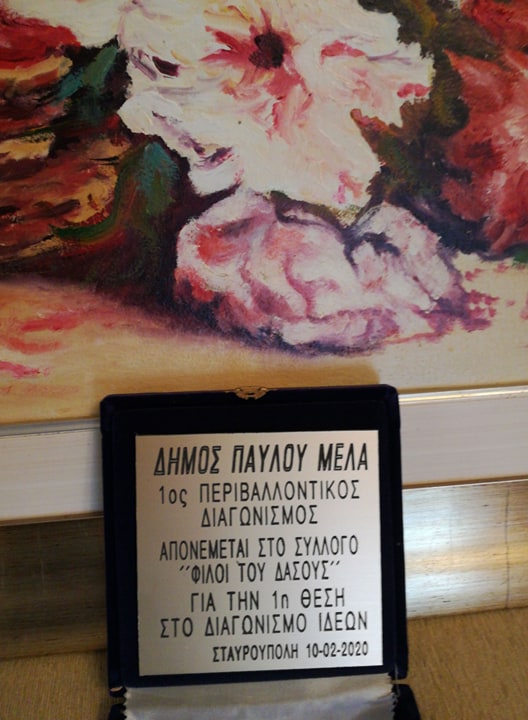 ΔΗΜΟΣ ΠΑΥΛΟΥ ΜΕΛΑ
1ος ΠΕΡΙΒΑΛΛΟΝΤΙΚΟΣ
ΔΙΑΓΩΝΙΣΜΟΣ
ΑΠΟΝΕΜΕΤΑΙ ΣΤΟ ΣΥΛΛΟΓΟ
"ΦΙΛΟΙ ΤΟΥ ΔΑΣΟΥΣ"
ΓΙΑ ΤΗΝ 1η ΘΕΣΗ
ΣΤΟ ΔΙΑΓΩΝΙΣΜΟ ΙΔΕΩΝ
ΣΤΑΥΡΟΥΠΟΛΗ 10-02-2020